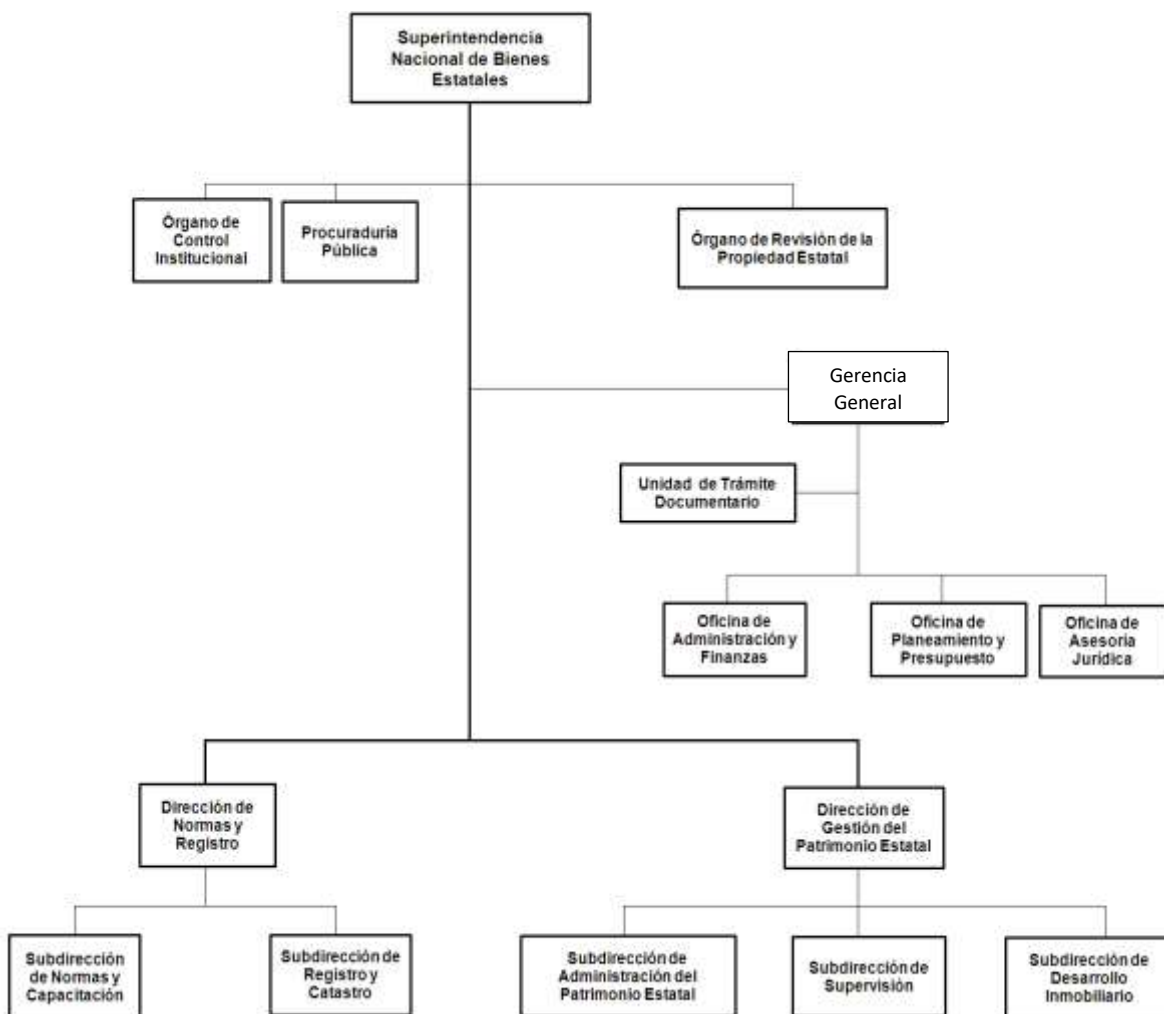 Superintendencia
Nacional de Bienes
Estatales
Órgano de
Control
Institucional
Procuraduría
Pública
Órgano de Revisión de la
Propiedad Estatal
Gerencia
General
Unidad de Trámite
Documentario
Oficina de
Administración y
Finanzas
Oficina de
Planeamiento y
Presupuesto
Oficina de
Asesoría
Jurídica
Dirección de
Normas y
Registro
Dirección de
Gestión del
Patrimonio Estatal
Subdirección
de Normas y
Capacitación
Subdirección de
Registro y
Catastro
Subdirección de
Administración del
Patrimonio Estatal
Subdirección de
Supervisión
Subdirección de
Desarrollo
Inmobiliario